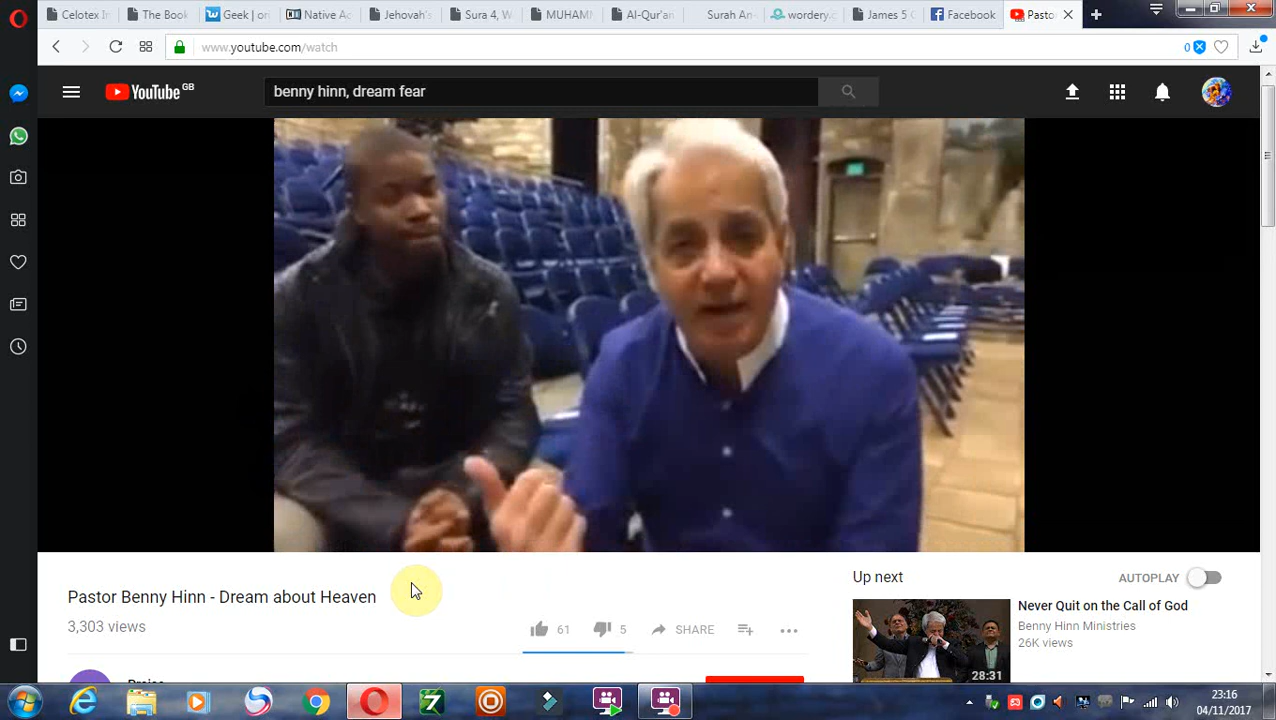 Celotex In
The Book
Geek | on
Native Ac
Jehovah's
Sura 4, W
MUHAMM
Al-Qur'an
Surah A
wordery.c
James 5
Facebook
Pasto
www.youtube.com/watch
0
YouTube GB
benny hinn, dream fear
Pastor Benny Hinn - Dream about Heaven
3,303 views
61
5
SHARE
Up next
AUTOPLAY
Never Quit on the Call of God
Benny Hinn Ministries
26K views
28:31
23:16
04/11/2017